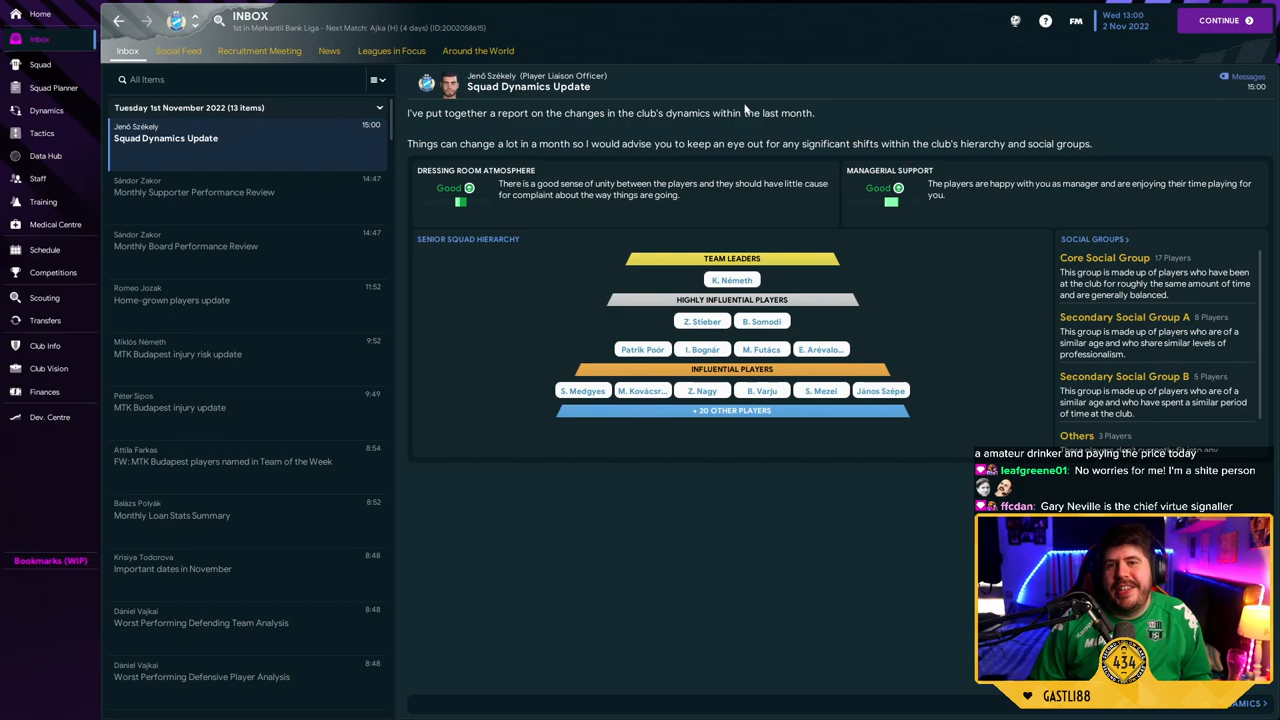 Home
INBOX
1st in Merkantil Bank Liga - Next Match: Ajka (H) (4 days) (ID:2002058615)
FM
Wed 13:00
2 Nov 2022
CONTINUE
Inbox
Squad
Squad Planner
Dynamics
Tactics
Data Hub
Staff
Training
Medical Centre
Schedule
Competitions
Scouting
Transfers
Club Info
Club Vision
Finances
Dev. Centre
Bookmarks (WIP)
Inbox
Social Feed
Recruitment Meeting
News
Leagues in Focus
Around the World
All Items
Tuesday 1st November 2022 (13 items)
Jenő Székely 15:00
Squad Dynamics Update
Sándor Zakor 14:47
Monthly Supporter Performance Review
Sándor Zakor 14:47
Monthly Board Performance Review
Romeo Jozak 11:52
Home-grown players update
Miklós Németh 9:52
MTK Budapest injury risk update
Péter Sipos 9:49
MTK Budapest injury update
Attila Farkas 8:54
FW: MTK Budapest players named in Team of the Week
Balázs Polyák 8:52
Monthly Loan Stats Summary
Krisiya Todorova 8:48
Important dates in November
Dániel Vajkai 8:48
Worst Performing Defending Team Analysis
Dániel Vajkai 8:48
Worst Performing Defensive Player Analysis
Jenő Székely (Player Liaison Officer)
Squad Dynamics Update
Messages
15:00
I've put together a report on the changes in the club's dynamics within the last month.
Things can change a lot in a month so I would advise you to keep an eye out for any significant shifts within the club's hierarchy and social groups.
DRESSING ROOM ATMOSPHERE
Good
There is a good sense of unity between the players and they should have little cause
for complaint about the way things are going.
MANAGERIAL SUPPORT
Good
The players are happy with you as manager and are enjoying their time playing for
you.
SENIOR SQUAD HIERARCHY
TEAM LEADERS
K. Németh
HIGHLY INFLUENTIAL PLAYERS
Z. Stieber B. Somodi
Patrik Poór I. Bognár M. Futács E. Arévalo...
INFLUENTIAL PLAYERS
S. Medgyes M. Kovácsr... Z. Nagy B. Varju S. Mezei János Szépe
+ 20 OTHER PLAYERS
SOCIAL GROUPS
Core Social Group 17 Players
This group is made up of players who have been
at the club for roughly the same amount of time
and are generally balanced.
Secondary Social Group A 8 Players
This group is made up of players who are of a
similar age and who share similar levels of
professionalism.
Secondary Social Group B 5 Players
This group is made up of players who are of a
similar age and who have spent a similar period
of time at the club.
Others 3 Players
a amateur drinker and paying the price today
leafgreene01: No worries for me! I'm a shite person
ffcdan: Gary Neville is the chief virtue signaller
434
GASTLI88